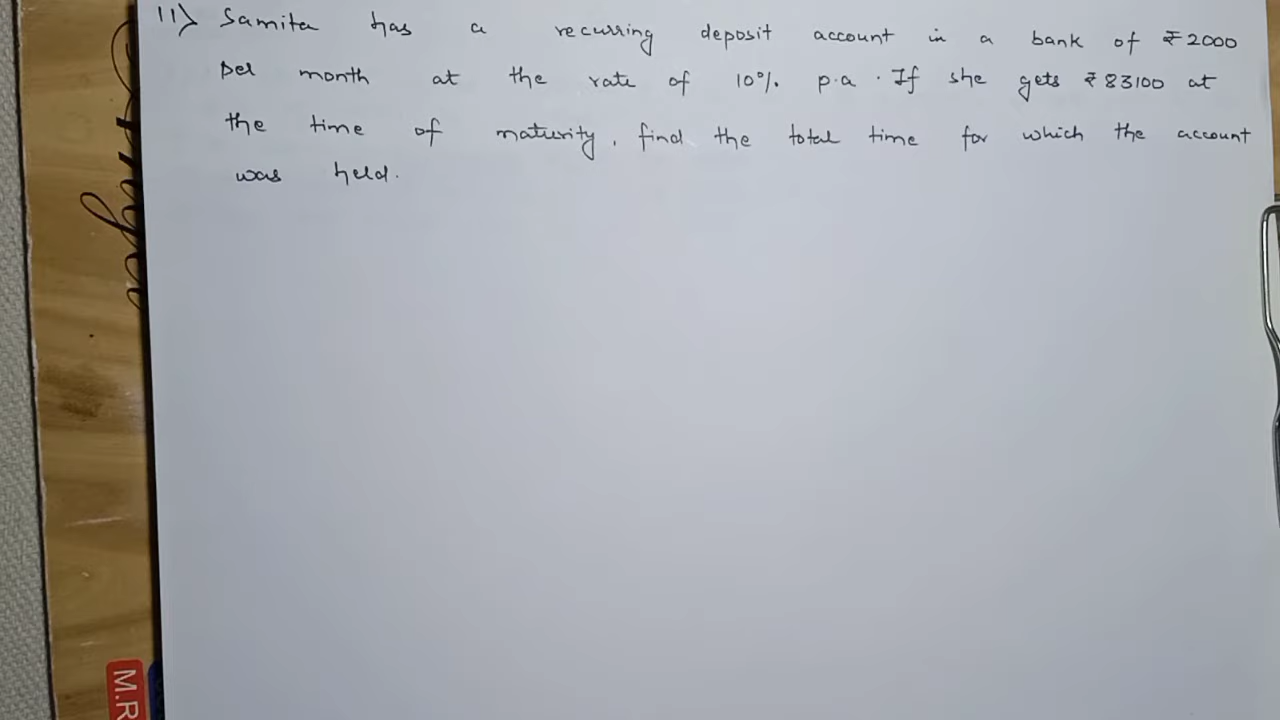 11) Samita has a recurring deposit account in a bank of ₹2000
per month at the rate of 10% p.a. If she gets ₹83100 at
the time of maturity, find the total time for which the account
was held.
M.R